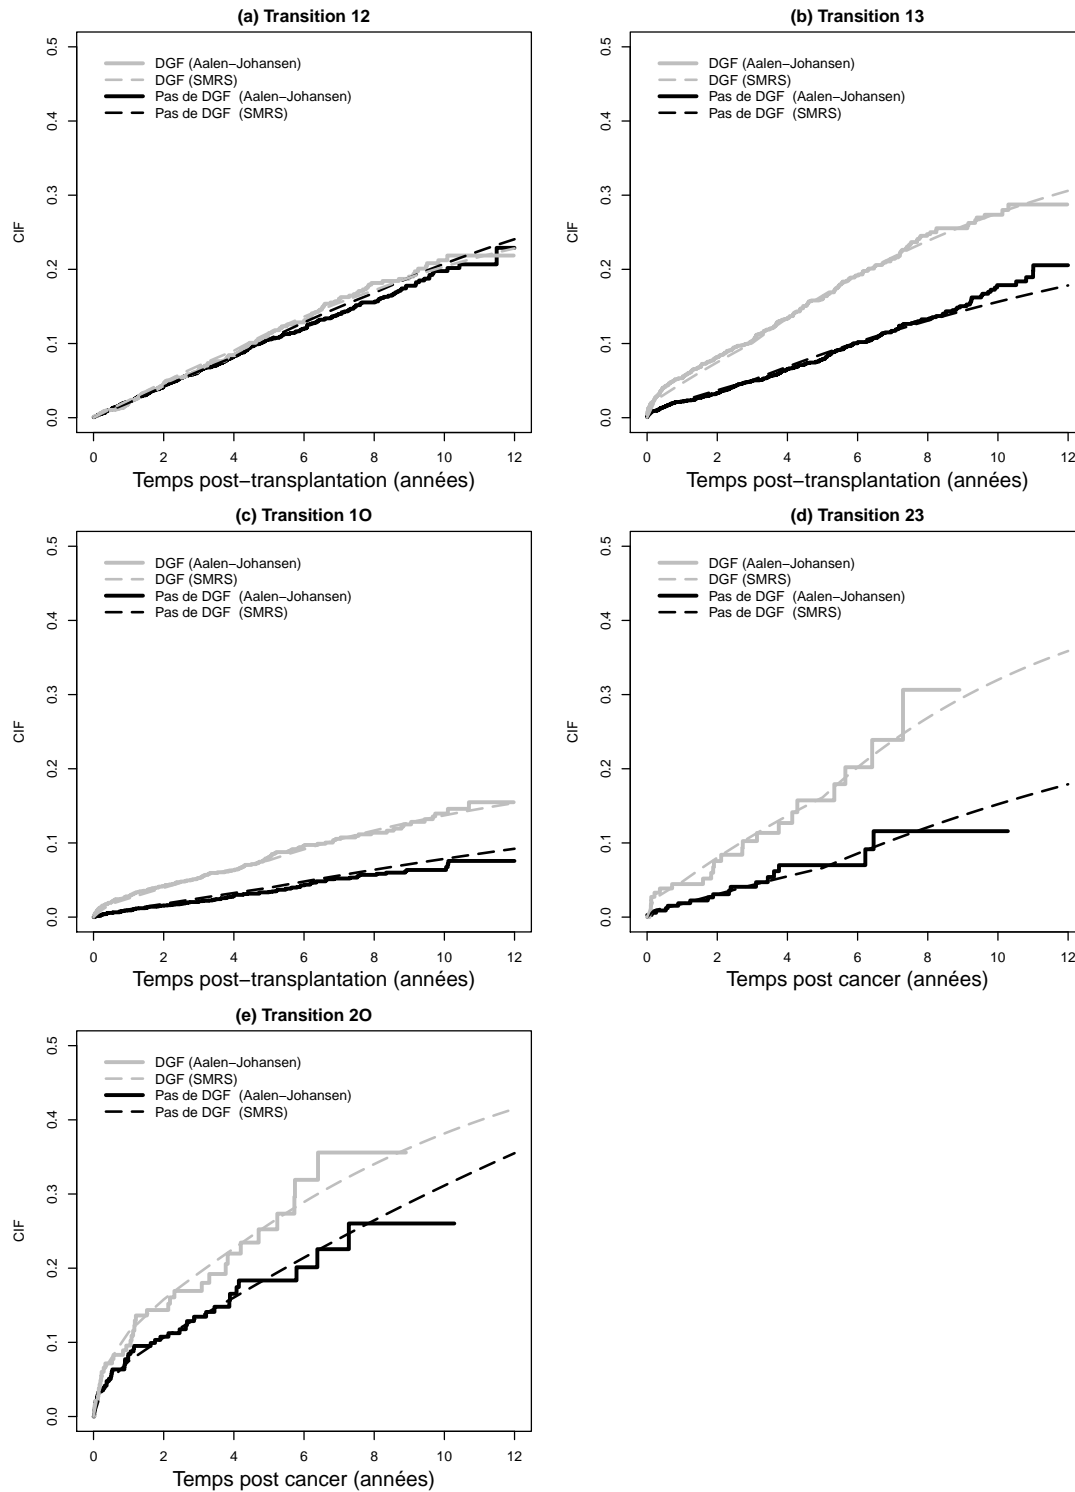 (a) Transition 12
DGF (Aalen−Johansen)
DGF (SMRS)
Pas de DGF (Aalen−Johansen)
Pas de DGF (SMRS)
CIF
0.5
0.4
0.3
0.2
0.1
0.0
0 2 4 6 8 10 12
Temps post−transplantation (années)
(b) Transition 13
DGF (Aalen−Johansen)
DGF (SMRS)
Pas de DGF (Aalen−Johansen)
Pas de DGF (SMRS)
CIF
0.5
0.4
0.3
0.2
0.1
0.0
0 2 4 6 8 10 12
Temps post−transplantation (années)
(c) Transition 1O
DGF (Aalen−Johansen)
DGF (SMRS)
Pas de DGF (Aalen−Johansen)
Pas de DGF (SMRS)
CIF
0.5
0.4
0.3
0.2
0.1
0.0
0 2 4 6 8 10 12
Temps post−transplantation (années)
(d) Transition 23
DGF (Aalen−Johansen)
DGF (SMRS)
Pas de DGF (Aalen−Johansen)
Pas de DGF (SMRS)
CIF
0.5
0.4
0.3
0.2
0.1
0.0
0 2 4 6 8 10 12
Temps post cancer (années)
(e) Transition 2O
DGF (Aalen−Johansen)
DGF (SMRS)
Pas de DGF (Aalen−Johansen)
Pas de DGF (SMRS)
CIF
0.5
0.4
0.3
0.2
0.1
0.0
0 2 4 6 8 10 12
Temps post cancer (années)